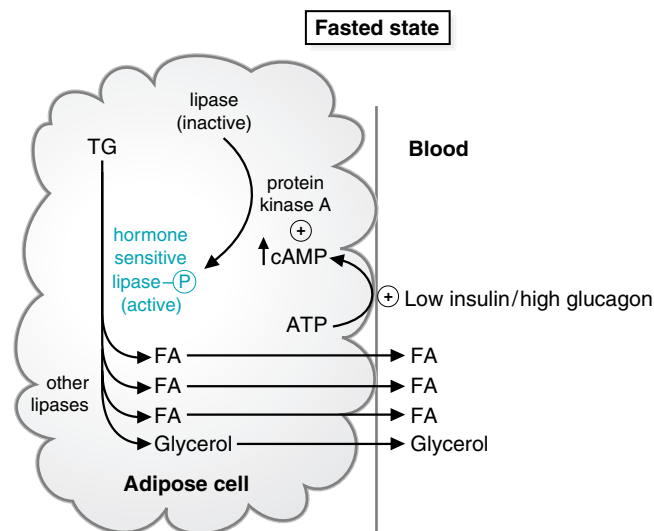 Fasted state
lipase
(inactive)
TG
Blood
protein
kinase A
+
cAMP
hormone
sensitive
lipase–P
(active)
+ Low insulin/high glucagon
ATP
FA FA
FA FA
other
lipases
FA FA
Glycerol Glycerol
Adipose cell